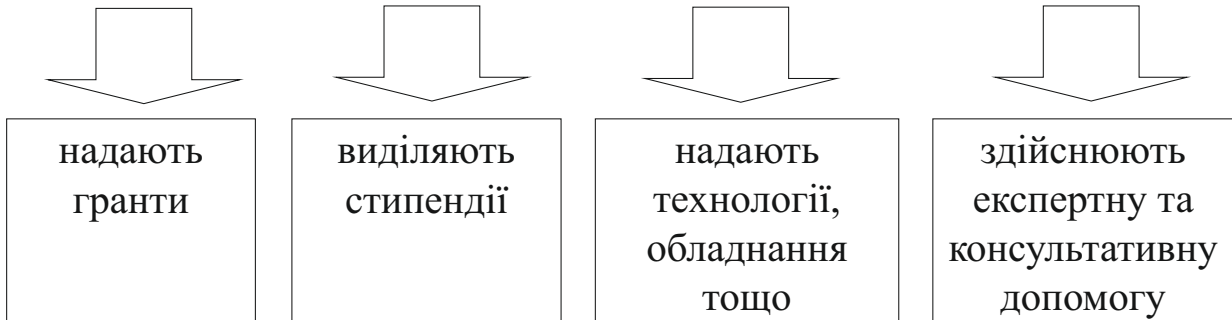 надають
гранти
виділяють
стипендії
надають
технології,
обладнання
тощо
здійснюють
експертну та
консультативну
допомогу